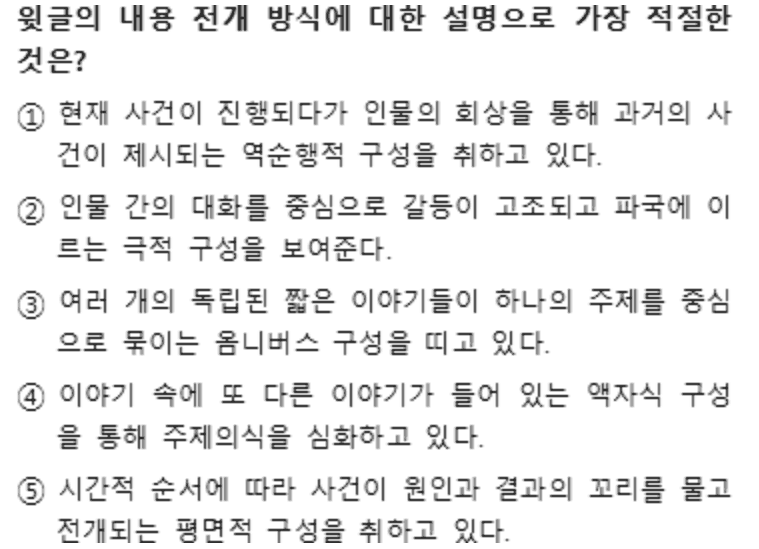 윗글의 내용 전개 방식에 대한 설명으로 가장 적절한
것은?
① 현재 사건이 진행되다가 인물의 회상을 통해 과거의 사
건이 제시되는 역순행적 구성을 취하고 있다.
② 인물 간의 대화를 중심으로 갈등이 고조되고 파국에 이
르는 극적 구성을 보여준다.
③ 여러 개의 독립된 짧은 이야기들이 하나의 주제를 중심
으로 묶이는 옴니버스 구성을 띠고 있다.
④ 이야기 속에 또 다른 이야기가 들어 있는 액자식 구성
을 통해 주제의식을 심화하고 있다.
⑤ 시간적 순서에 따라 사건이 원인과 결과의 꼬리를 물고
전개되는 평면적 구성을 취하고 있다.